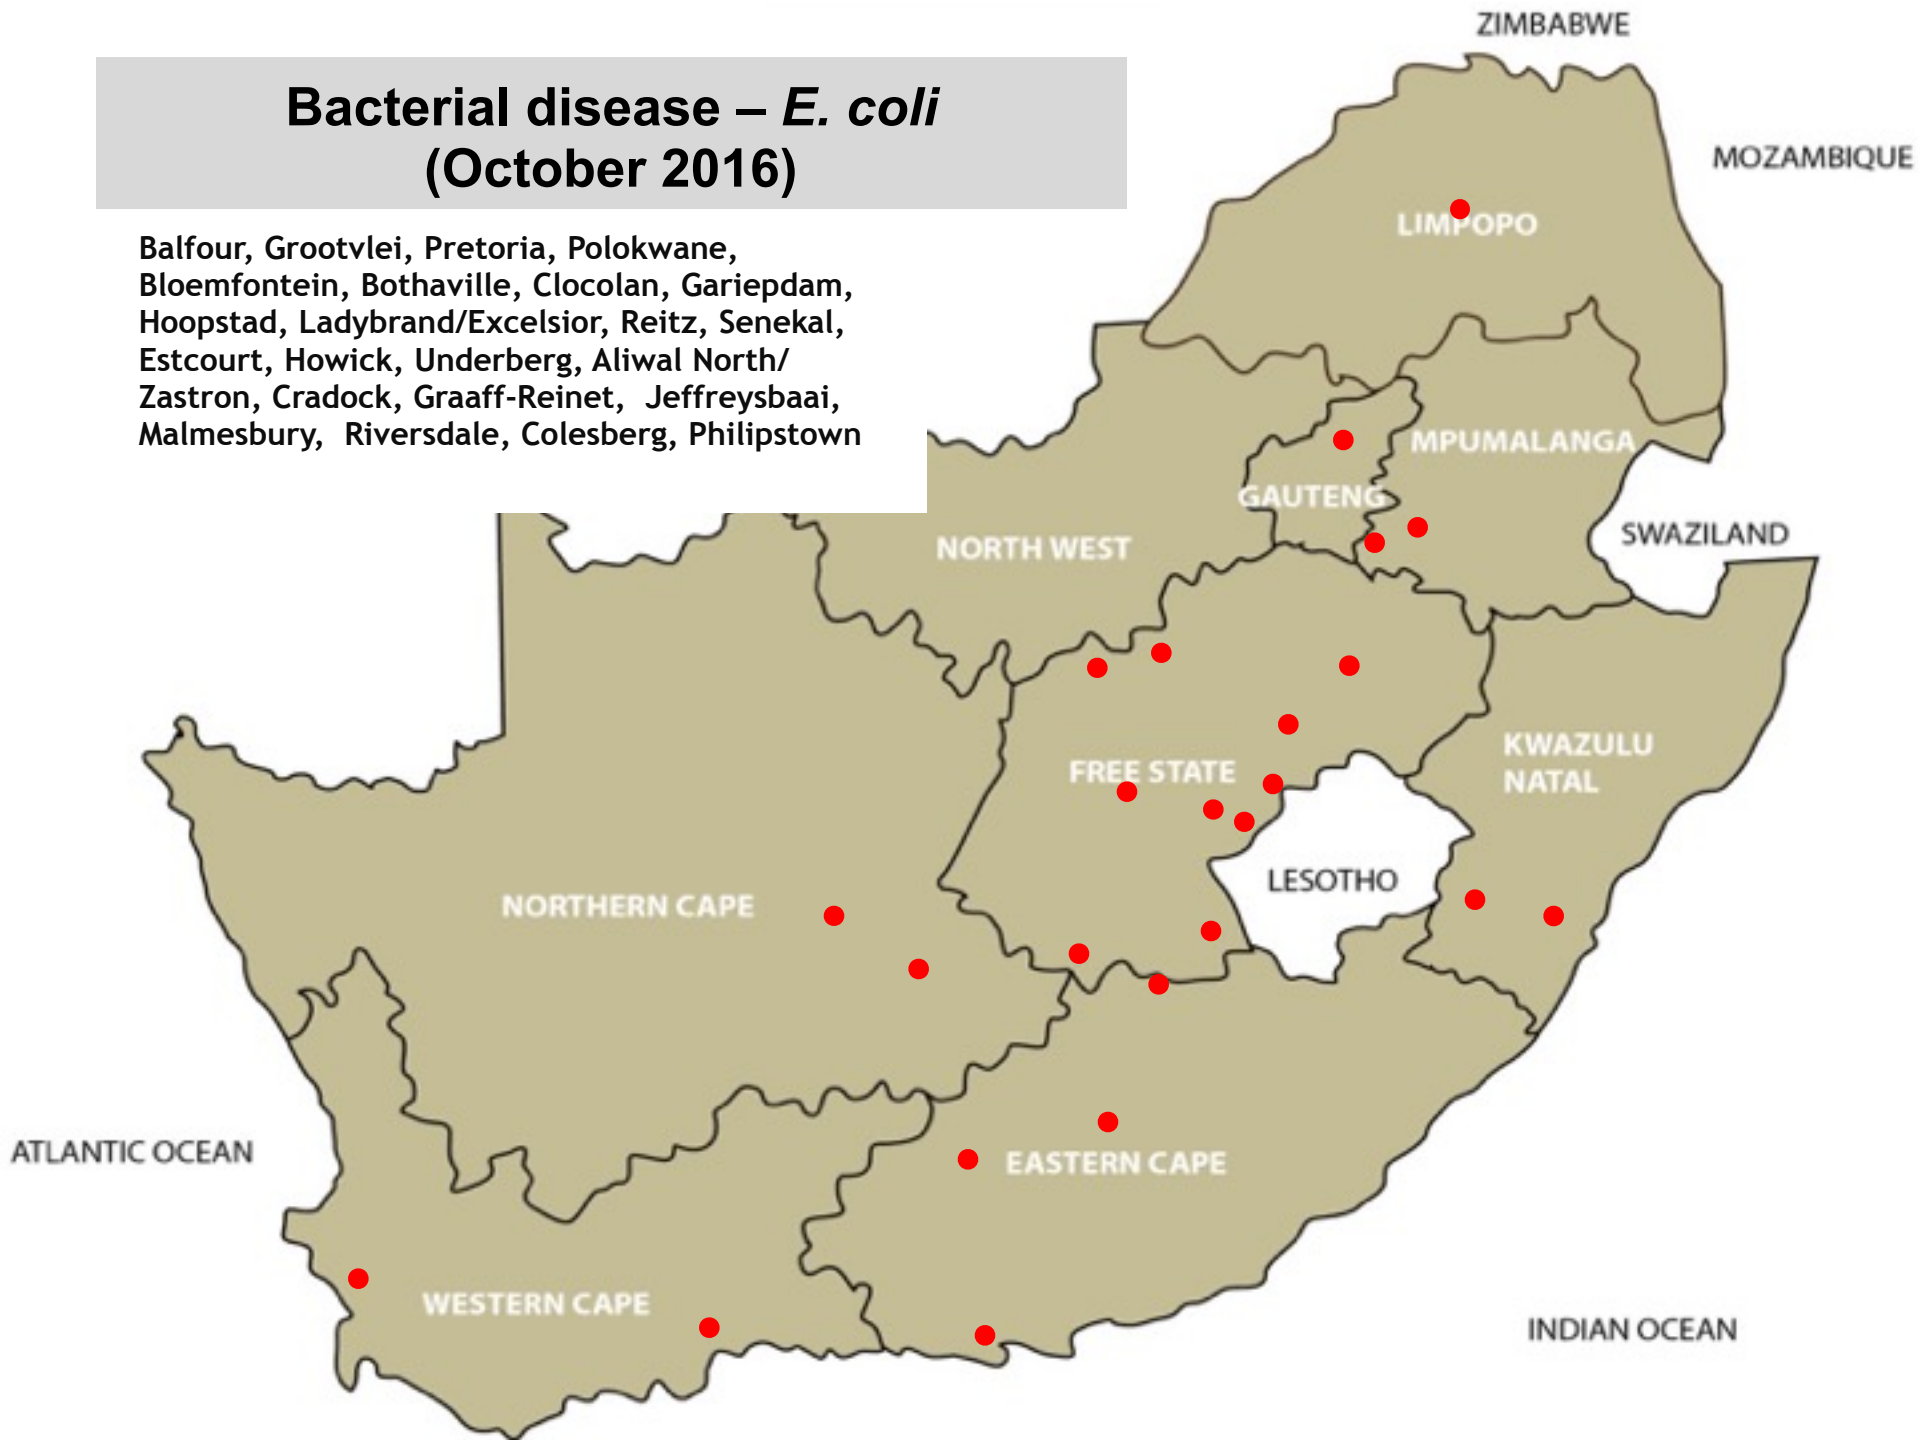 ZIMBABWE
Bacterial disease – E. coli
(October 2016)
MOZAMBIQUE
Balfour, Grootvlei, Pretoria, Polokwane,
Bloemfontein, Bothaville, Clocolan, Gariepdam,
Hoopstad, Ladybrand/Excelsior, Reitz, Senekal,
Estcourt, Howick, Underberg, Aliwal North/
Zastron, Cradock, Graaff-Reinet, Jeffreysbaai,
Malmesbury, Riversdale, Colesberg, Philipstown
LIMPOPO
MPUMALANGA
GAUTENG
SWAZILAND
NORTH WEST
KWAZULU
NATAL
FREE STATE
LESOTHO
NORTHERN CAPE
ATLANTIC OCEAN
EASTERN CAPE
WESTERN CAPE
INDIAN OCEAN